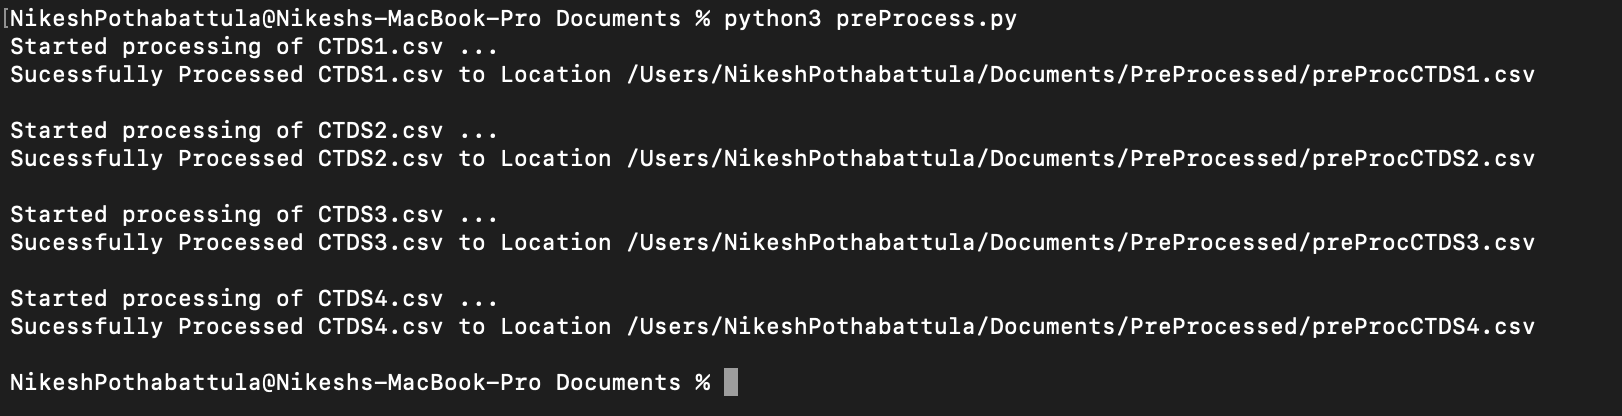 NikeshPothabattula@Nikeshs-MacBook-Pro Documents % python3 preProcess.py
Started processing of CTDS1.csv ...
Sucessfully Processed CTDS1.csv to Location /Users/NikeshPothabattula/Documents/PreProcessed/preProcCTDS1.csv
Started processing of CTDS2.csv ...
Sucessfully Processed CTDS2.csv to Location /Users/NikeshPothabattula/Documents/PreProcessed/preProcCTDS2.csv
Started processing of CTDS3.csv ...
Sucessfully Processed CTDS3.csv to Location /Users/NikeshPothabattula/Documents/PreProcessed/preProcCTDS3.csv
Started processing of CTDS4.csv ...
Sucessfully Processed CTDS4.csv to Location /Users/NikeshPothabattula/Documents/PreProcessed/preProcCTDS4.csv
NikeshPothabattula@Nikeshs-MacBook-Pro Documents %